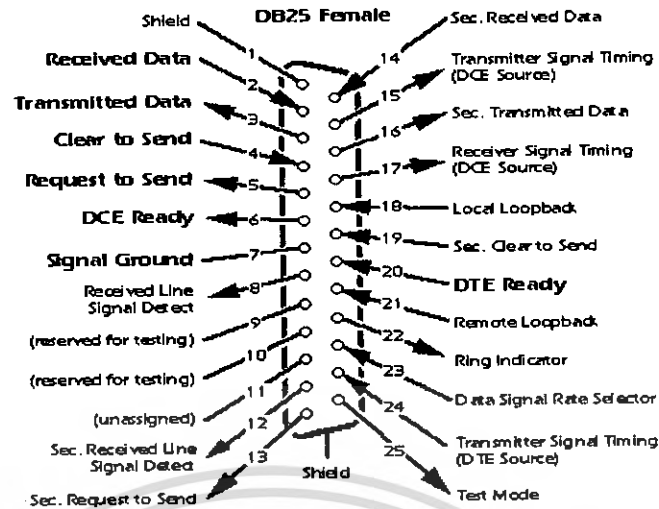 DB25 Female
Shield
1
Received Data
2
Transmitted Data
3
Clear to Send
4
Request to Send
5
DCE Ready
6
Signal Ground
7
Received Line
Signal Detect
8
(reserved for testing)
9
(reserved for testing)
10
(unassigned)
11
Sec. Received Line
Signal Detect
12
Sec. Request to Send
13
Shield
Sec. Received Data
14
Transmitter Signal Timing
(DCE Source)
15
Sec. Transmitted Data
16
Receiver Signal Timing
(DCE Source)
17
Local Loopback
18
Sec. Clear to Send
19
DTE Ready
20
Remote Loopback
21
Ring Indicator
22
Data Signal Rate Selector
23
Transmitter Signal Timing
(DTE Source)
24
Test Mode
25